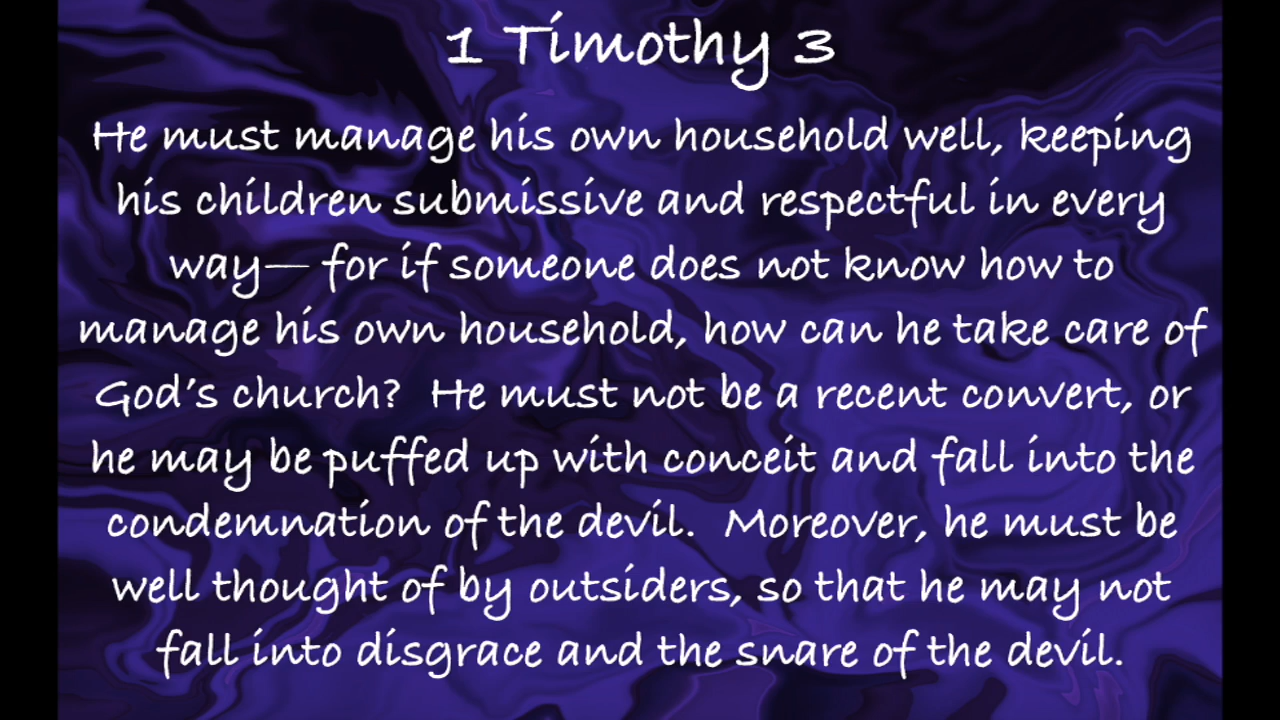 1 Timothy 3
He must manage his own household well, keeping
his children submissive and respectful in every
way— for if someone does not know how to
manage his own household, how can he take care of
God’s church?  He must not be a recent convert, or
he may be puffed up with conceit and fall into the
condemnation of the devil.  Moreover, he must be
well thought of by outsiders, so that he may not
fall into disgrace and the snare of the devil.